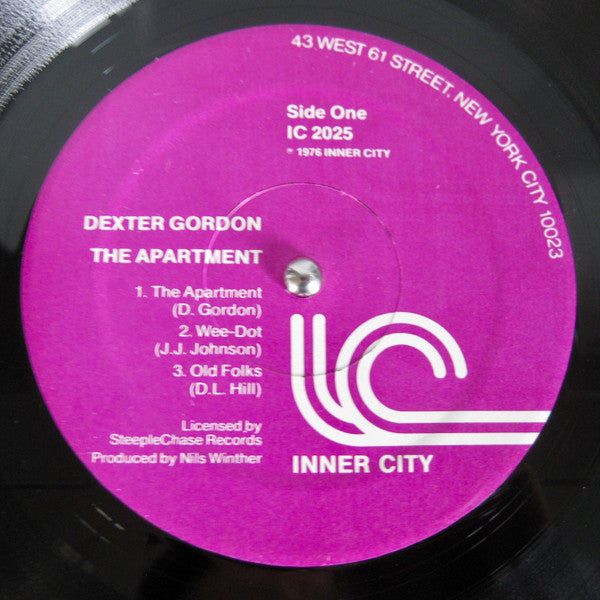 43 WEST 61 STREET, NEW YORK CITY 10023
Side One
IC 2025
℗ 1976 INNER CITY
DEXTER GORDON
THE APARTMENT
1. The Apartment
(D. Gordon)
2. Wee-Dot
(J.J. Johnson)
3. Old Folks
(D.L. Hill)
Licensed by
SteepleChase Records
Produced by Nils Winther
IC
INNER CITY